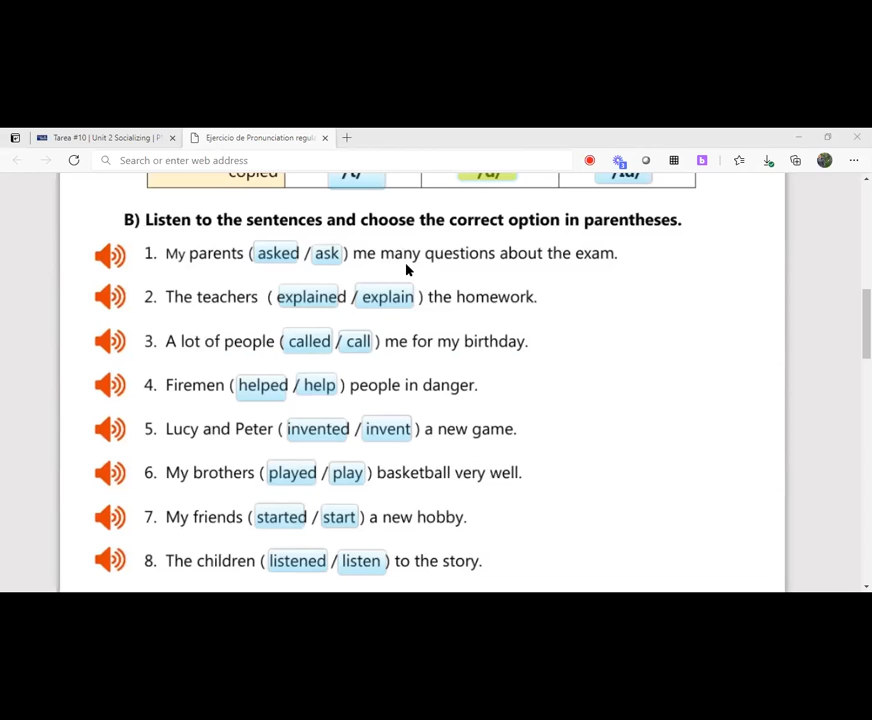 Tarea #10 | Unit 2 Socializing | P
Ejercicio de Pronunciation regula
Search or enter web address
copied /t/ /d/ /ɪd/
B) Listen to the sentences and choose the correct option in parentheses.
1. My parents ( asked / ask ) me many questions about the exam.
2. The teachers ( explained / explain ) the homework.
3. A lot of people ( called / call ) me for my birthday.
4. Firemen ( helped / help ) people in danger.
5. Lucy and Peter ( invented / invent ) a new game.
6. My brothers ( played / play ) basketball very well.
7. My friends ( started / start ) a new hobby.
8. The children ( listened / listen ) to the story.